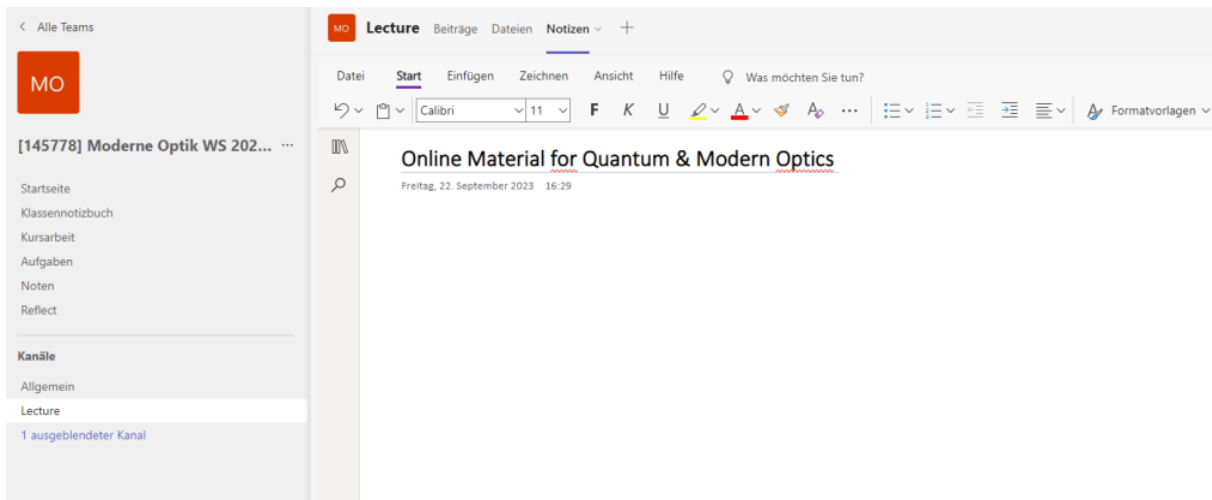 Alle Teams
MO
[145778] Moderne Optik WS 202... ...
Startseite
Klassennotizbuch
Kursarbeit
Aufgaben
Noten
Reflect
Kanäle
Allgemein
Lecture
1 ausgeblendeter Kanal
MO Lecture Beiträge Dateien Notizen
Datei Start Einfügen Zeichnen Ansicht Hilfe Was möchten Sie tun?
Calibri 11 F K U A A ... Formatvorlagen
Online Material for Quantum & Modern Optics
Freitag, 22. September 2023 16:29